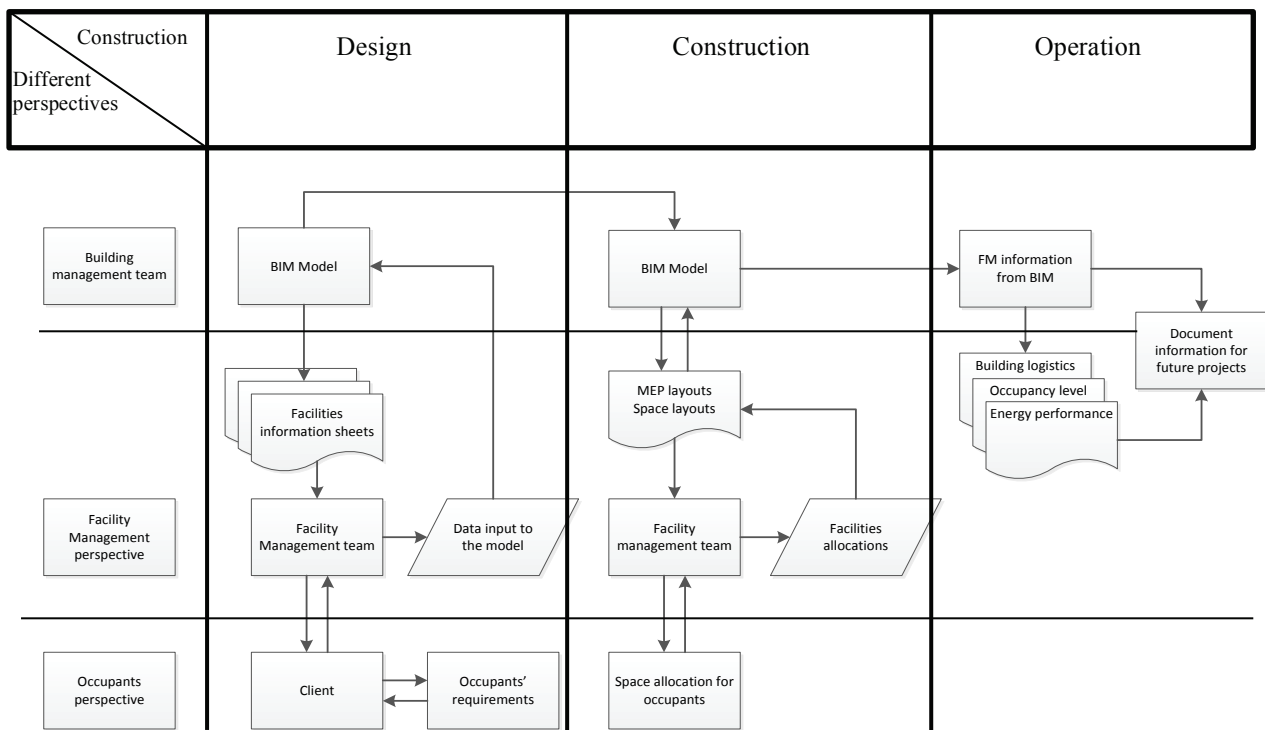 Construction
Different
perspectives
Design
Construction
Operation
Building
management team
BIM Model
BIM Model
FM information
from BIM
Document
information for
future projects
Facilities
information sheets
MEP layouts
Space layouts
Building logistics
Occupancy level
Energy performance
Facility
Management
perspective
Facility
Management team
Data input to
the model
Facility
management team
Facilities
allocations
Occupants
perspective
Client
Occupants’
requirements
Space allocation for
occupants